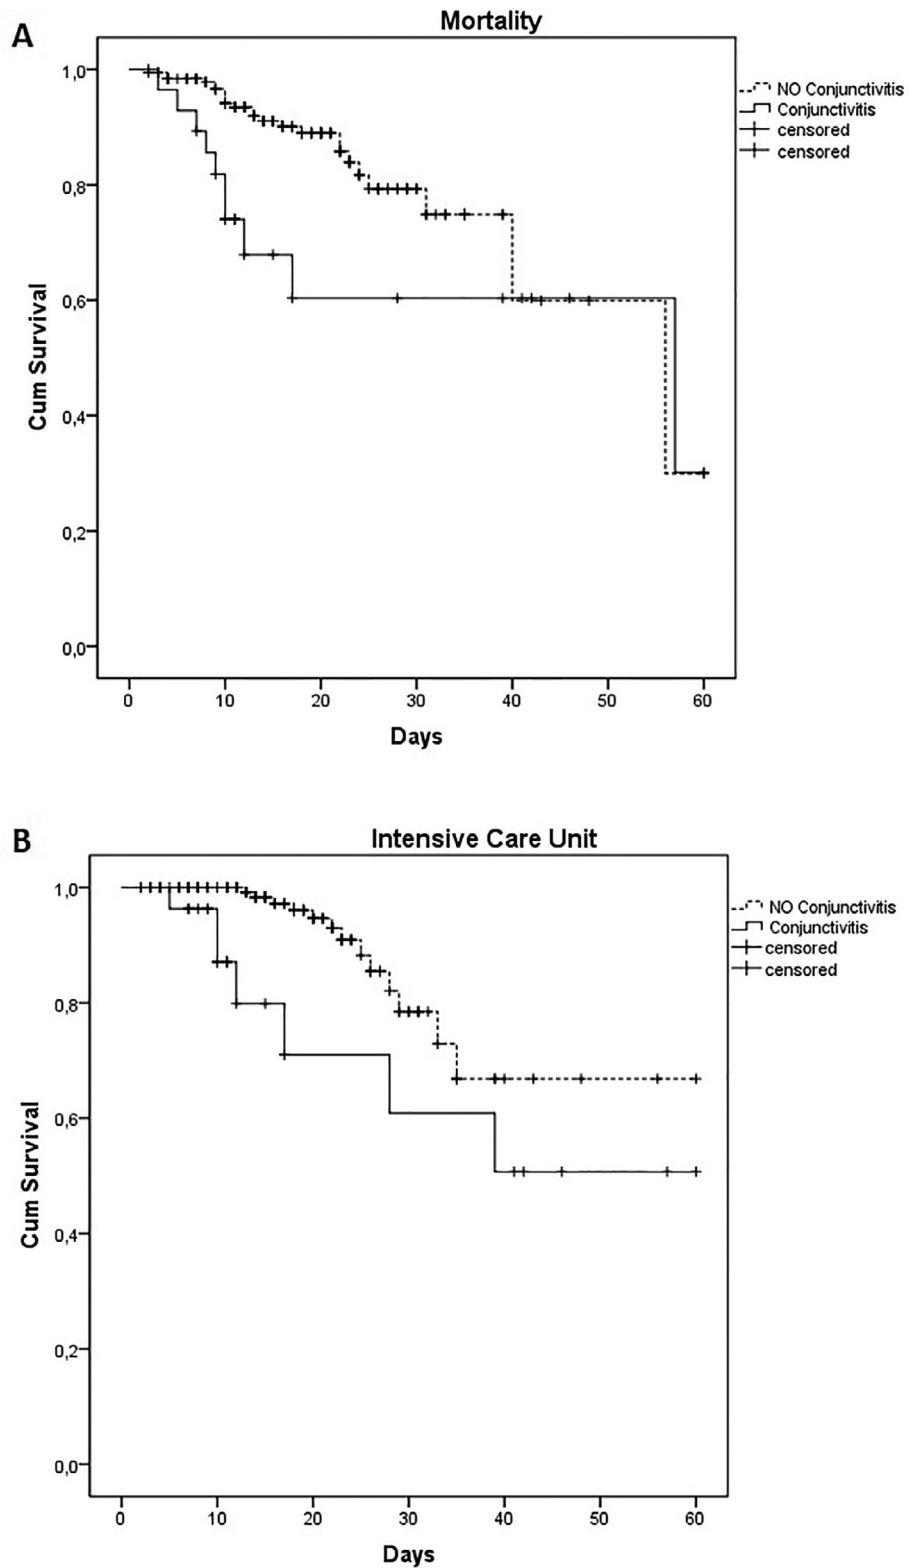 A
Mortality
1,0
0,8
0,6
0,4
0,2
0,0
Cum Survival
0 10 20 30 40 50 60
Days
NO Conjunctivitis
Conjunctivitis
censored
censored
B
Intensive Care Unit
1,0
0,8
0,6
0,4
0,2
0,0
Cum Survival
0 10 20 30 40 50 60
Days
NO Conjunctivitis
Conjunctivitis
censored
censored